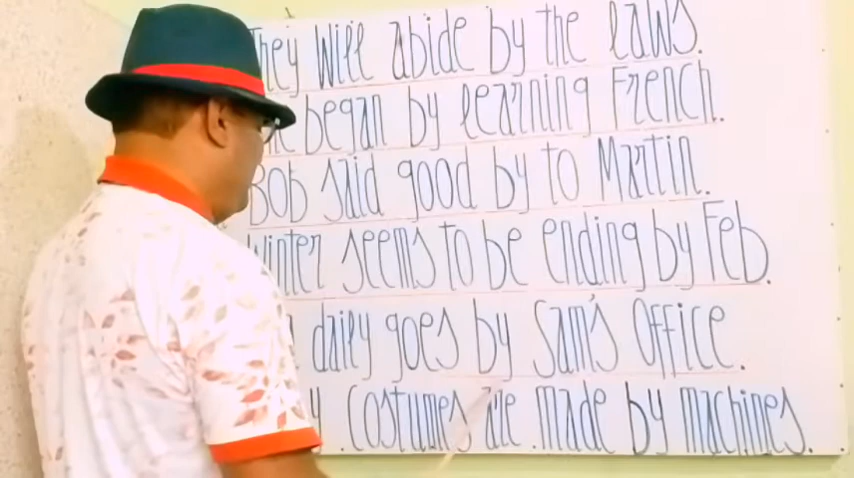 They will abide by the laws.
began by learning French.
Bob said good by to Martin.
Winter seems to be ending by Feb.
daily goes by Sam's Office.
costumes are made by machines.